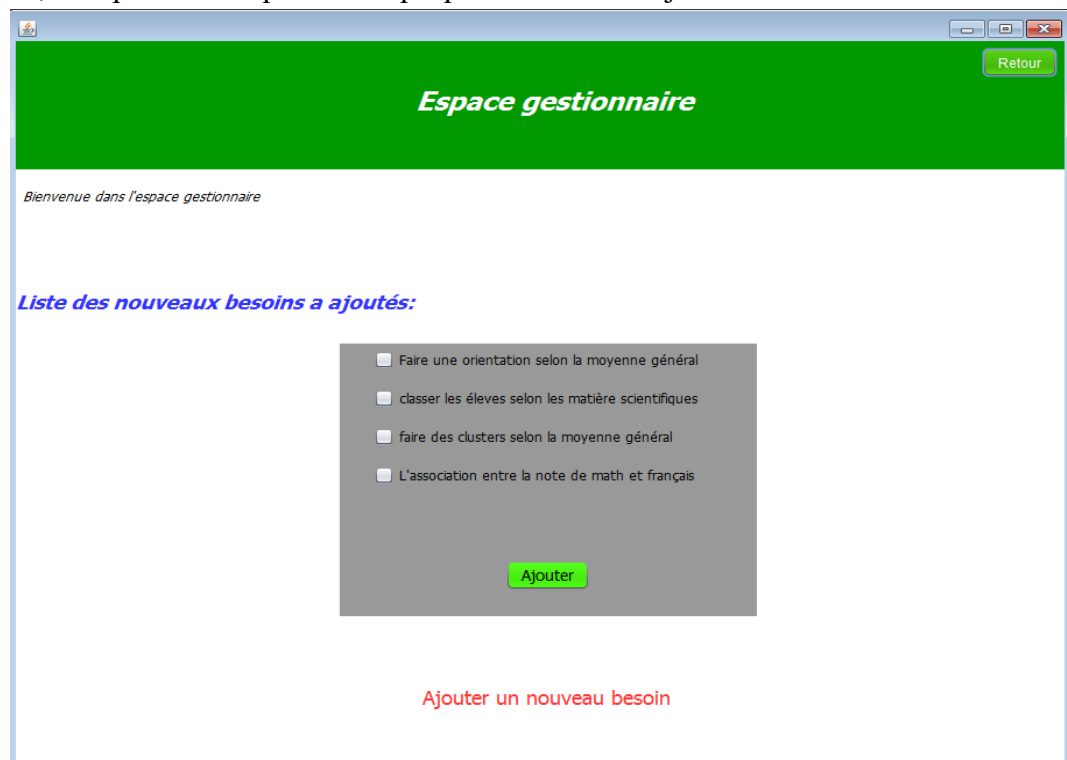 Retour
Espace gestionnaire
Bienvenue dans l'espace gestionnaire
Liste des nouveaux besoins a ajoutés:
Faire une orientation selon la moyenne général
classer les éleves selon les matière scientifiques
faire des clusters selon la moyenne général
L'association entre la note de math et français
Ajouter
Ajouter un nouveau besoin